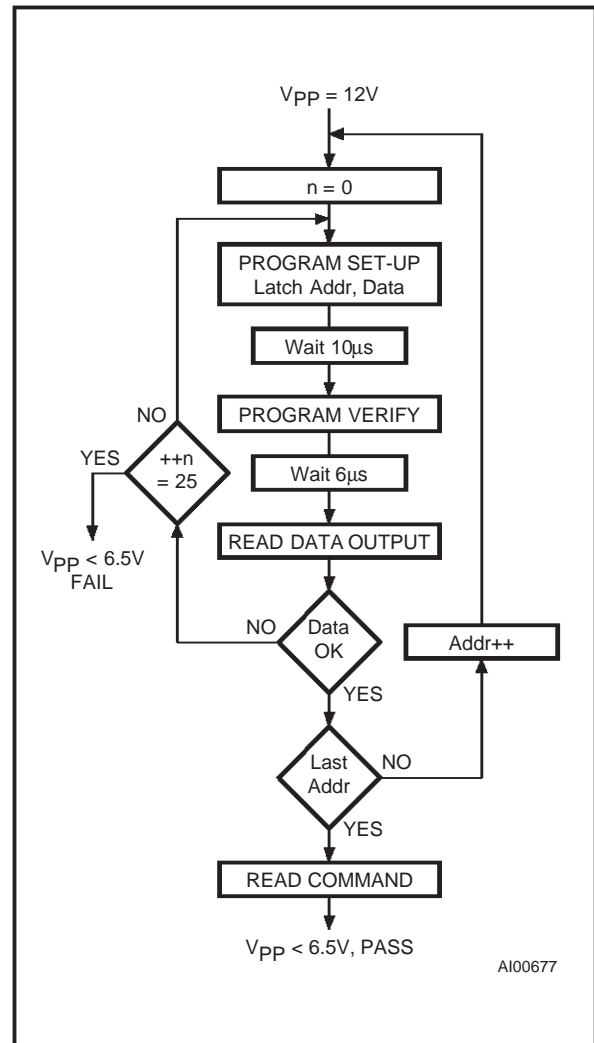 VPP = 12V
n = 0
PROGRAM SET-UP
Latch Addr, Data
Wait 10µs
PROGRAM VERIFY
Wait 6µs
READ DATA OUTPUT
NO
YES
++n
= 25
VPP < 6.5V
FAIL
NO
Data
OK
YES
Addr++
Last
Addr
NO
YES
READ COMMAND
VPP < 6.5V, PASS
AI00677